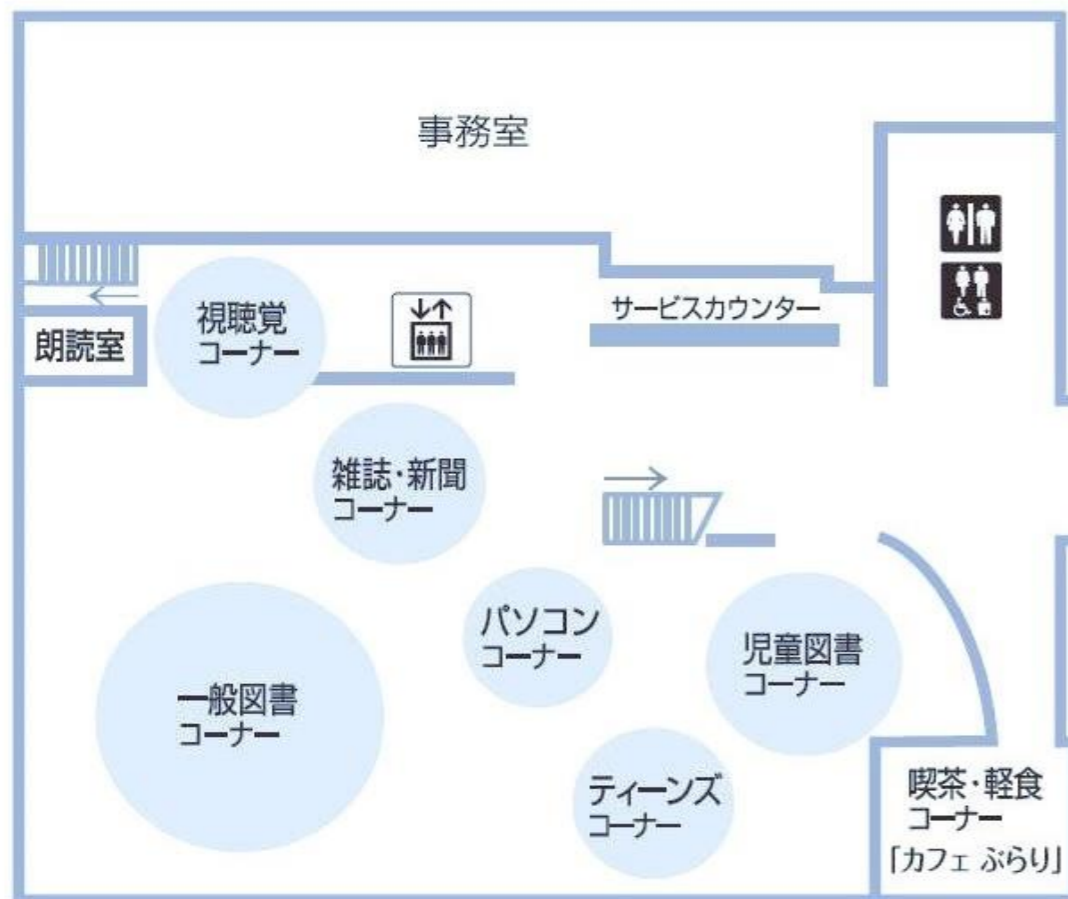 事務室
サービスカウンター
視聴覚
コーナー
朗読室
雑誌・新聞
コーナー
パソコン
コーナー
児童図書
コーナー
一般図書
コーナー
ティーンズ
コーナー
喫茶・軽食
コーナー
「カフェ ぶらり」